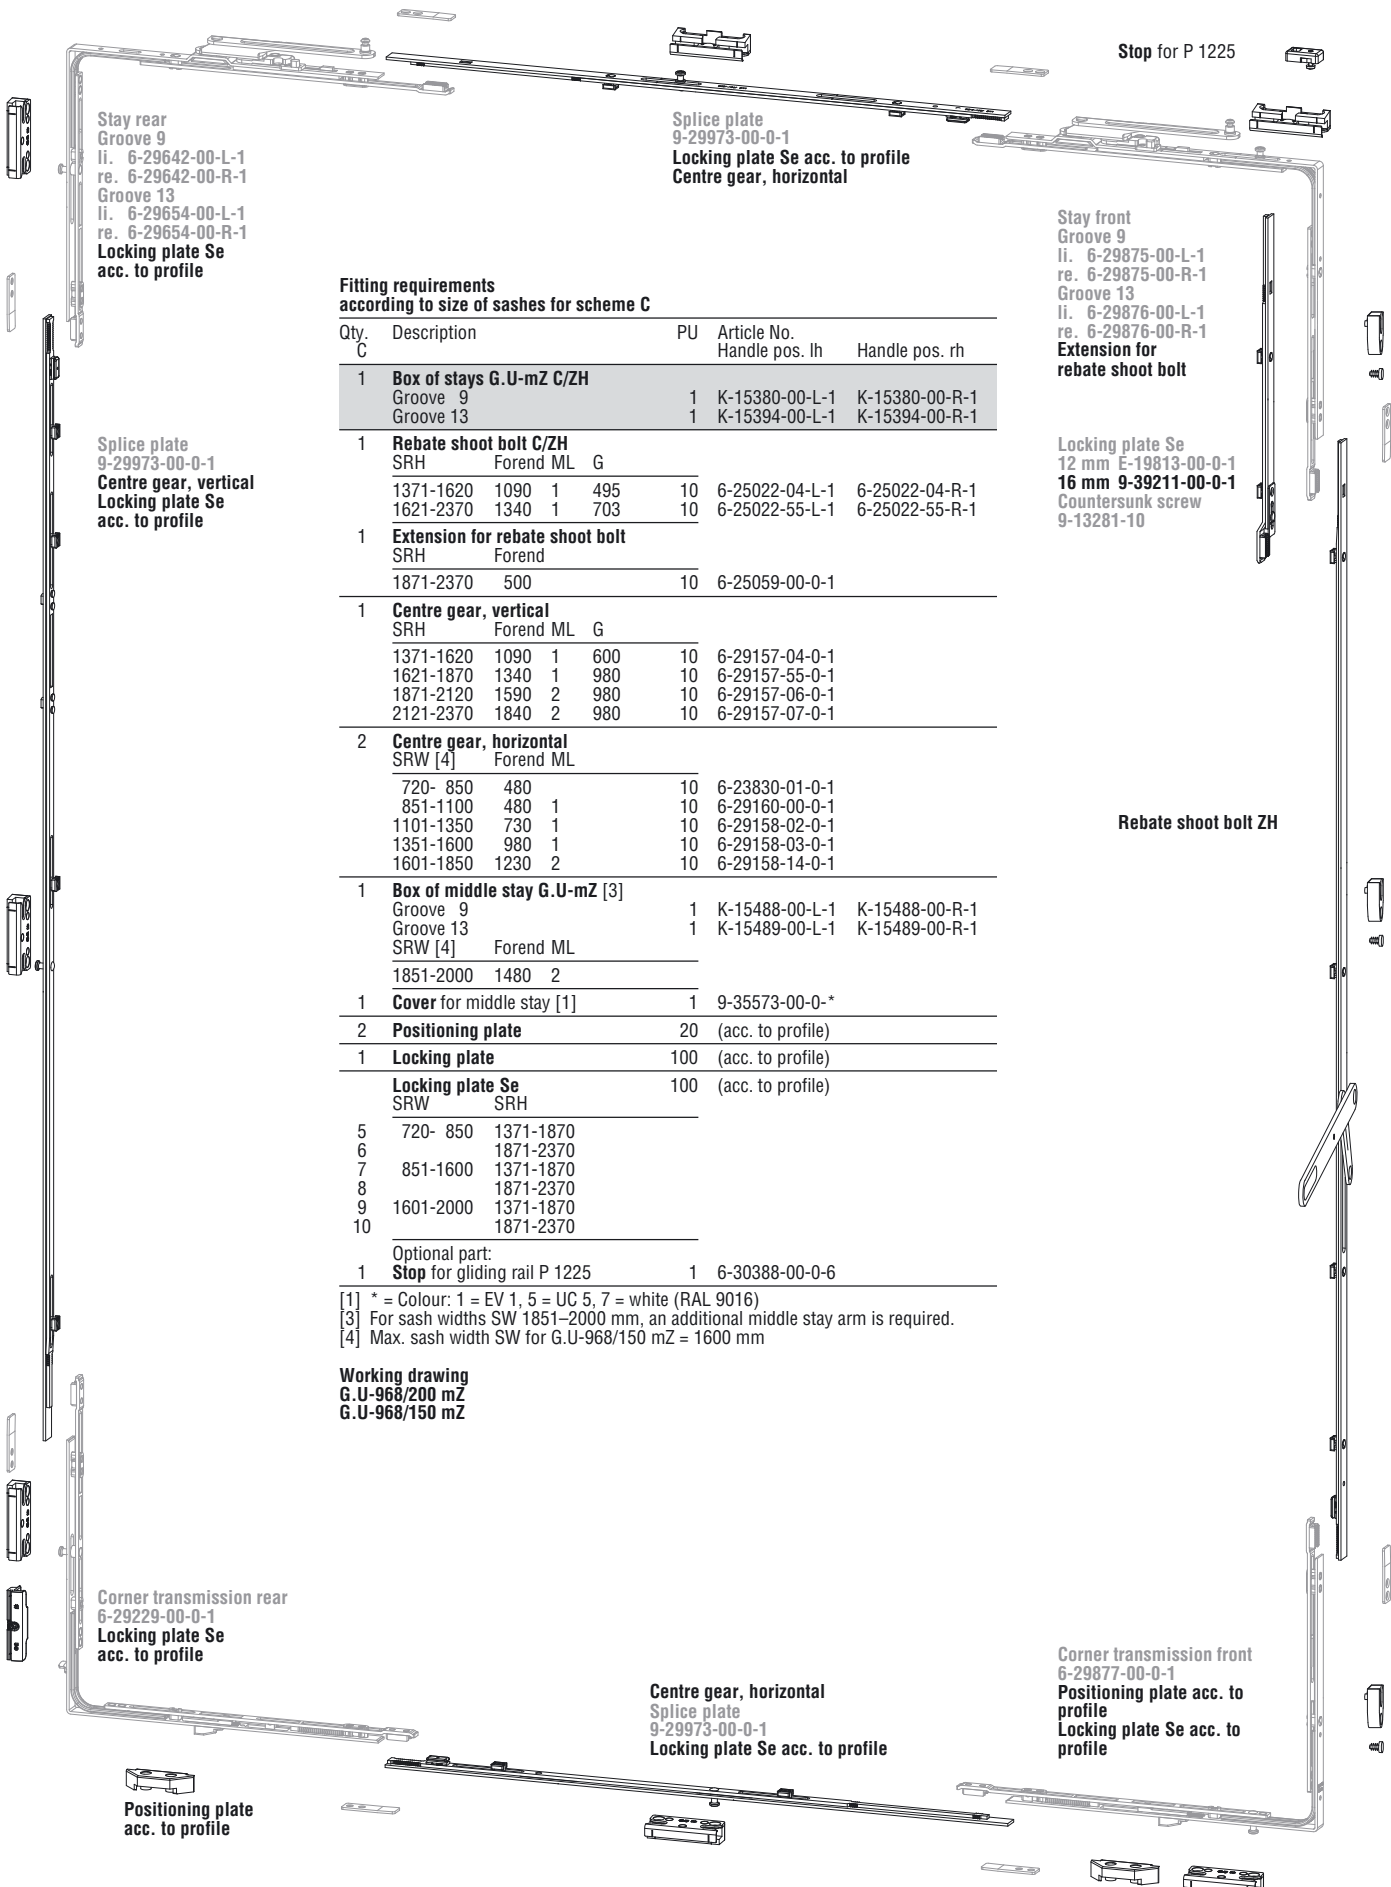 Stop for P 1225
Stay rear
Groove 9
li. 6-29642-00-L-1
re. 6-29642-00-R-1
Groove 13
li. 6-29654-00-L-1
re. 6-29654-00-R-1
Locking plate Se
acc. to profile
Splice plate
9-29973-00-0-1
Locking plate Se acc. to profile
Centre gear, horizontal
Stay front
Groove 9
li. 6-29875-00-L-1
re. 6-29875-00-R-1
Groove 13
li. 6-29876-00-L-1
re. 6-29876-00-R-1
Extension for
rebate shoot bolt
Splice plate
9-29973-00-0-1
Centre gear, vertical
Locking plate Se
acc. to profile
Locking plate Se
12 mm E-19813-00-0-1
16 mm 9-39211-00-0-1
Countersunk screw
9-13281-10
Fitting requirements
according to size of sashes for scheme C
Qty. Description PU Article No.
C Handle pos. lh Handle pos. rh
1 Box of stays G.U-mZ C/ZH
Groove 9 1 K-15380-00-L-1 K-15380-00-R-1
Groove 13 1 K-15394-00-L-1 K-15394-00-R-1
1 Rebate shoot bolt C/ZH
SRH Forend ML G
1371-1620 1090 1 495 10 6-25022-04-L-1 6-25022-04-R-1
1621-2370 1340 1 703 10 6-25022-55-L-1 6-25022-55-R-1
1 Extension for rebate shoot bolt
SRH Forend
1871-2370 500 10 6-25059-00-0-1
1 Centre gear, vertical
SRH Forend ML G
1371-1620 1090 1 600 10 6-29157-04-0-1
1621-1870 1340 1 980 10 6-29157-55-0-1
1871-2120 1590 2 980 10 6-29157-06-0-1
2121-2370 1840 2 980 10 6-29157-07-0-1
2 Centre gear, horizontal
SRW [4] Forend ML
720- 850 480 10 6-23830-01-0-1
851-1100 480 1 10 6-29160-00-0-1
1101-1350 730 1 10 6-29158-02-0-1
1351-1600 980 1 10 6-29158-03-0-1
1601-1850 1230 2 10 6-29158-14-0-1
1 Box of middle stay G.U-mZ [3]
Groove 9 1 K-15488-00-L-1 K-15488-00-R-1
Groove 13 1 K-15489-00-L-1 K-15489-00-R-1
SRW [4] Forend ML
1851-2000 1480 2
1 Cover for middle stay [1] 1 9-35573-00-0-*
2 Positioning plate 20 (acc. to profile)
1 Locking plate 100 (acc. to profile)
Locking plate Se 100 (acc. to profile)
SRW SRH
5 720- 850 1371-1870
6 1871-2370
7 851-1600 1371-1870
8 1871-2370
9 1601-2000 1371-1870
10 1871-2370
Optional part:
1 Stop for gliding rail P 1225 1 6-30388-00-0-6
[1] * = Colour: 1 = EV 1, 5 = UC 5, 7 = white (RAL 9016)
[3] For sash widths SW 1851–2000 mm, an additional middle stay arm is required.
[4] Max. sash width SW for G.U-968/150 mZ = 1600 mm
Working drawing
G.U-968/200 mZ
G.U-968/150 mZ
Rebate shoot bolt ZH
Corner transmission rear
6-29229-00-0-1
Locking plate Se
acc. to profile
Positioning plate
acc. to profile
Centre gear, horizontal
Splice plate
9-29973-00-0-1
Locking plate Se acc. to profile
Corner transmission front
6-29877-00-0-1
Positioning plate acc. to
profile
Locking plate Se acc. to
profile